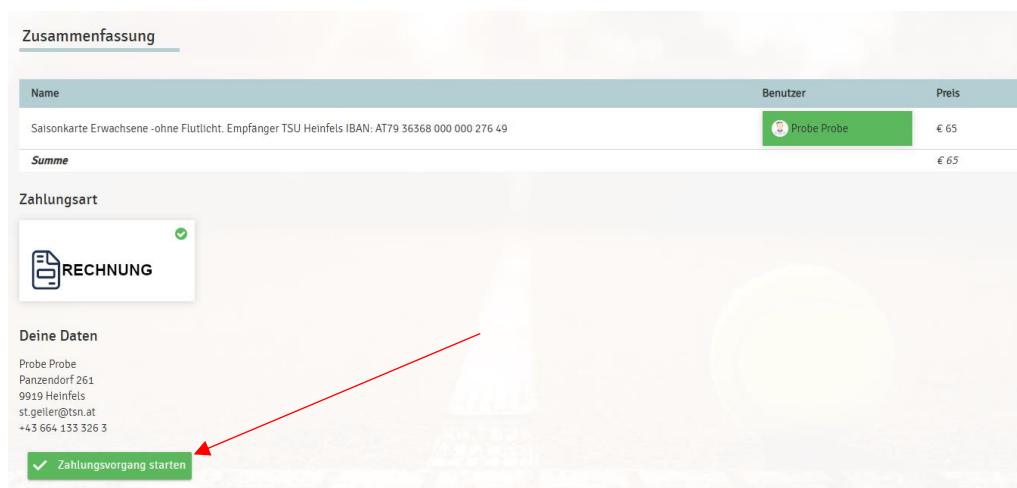 Zusammenfassung
Name Benutzer Preis
Saisonkarte Erwachsene -ohne Flutlicht. Empfänger TSU Heinfels IBAN: AT79 36368 000 000 276 49 Probe Probe € 65
Summe € 65
Zahlungsart
RECHNUNG
Deine Daten
Probe Probe
Panzendorf 261
9919 Heinfels
st.geiler@tsn.at
+43 664 133 326 3
Zahlungsvorgang starten